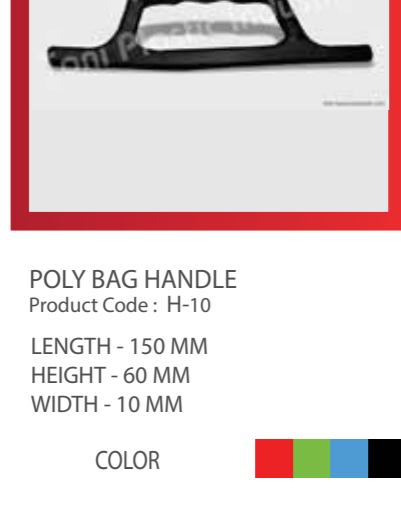 POLY BAG HANDLE
Product Code : H-10
LENGTH - 150 MM
HEIGHT - 60 MM
WIDTH - 10 MM
COLOR